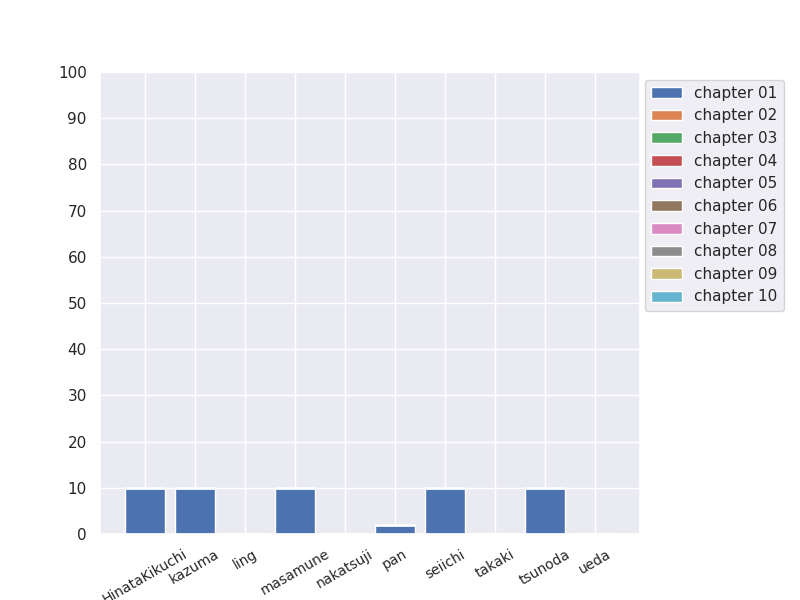 100
90
80
70
60
50
40
30
20
10
0
HinataKikuchi
kazuma
ling
masamune
nakatsuji
pan
seiichi
takaki
tsunoda
ueda
chapter 01
chapter 02
chapter 03
chapter 04
chapter 05
chapter 06
chapter 07
chapter 08
chapter 09
chapter 10